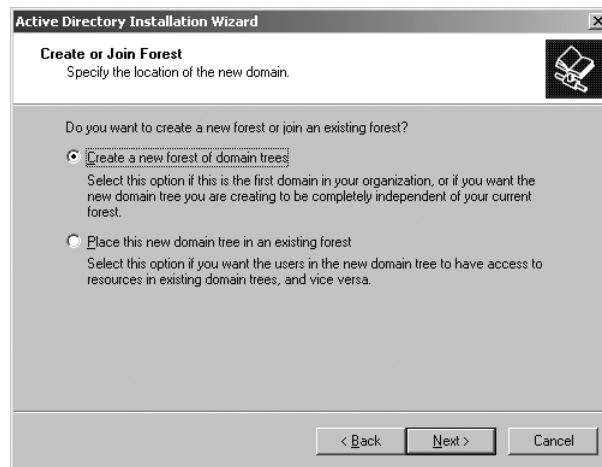 Active Directory Installation Wizard
Create or Join Forest
Specify the location of the new domain.
Do you want to create a new forest or join an existing forest?
Create a new forest of domain trees
Select this option if this is the first domain in your organization, or if you want the
new domain tree you are creating to be completely independent of your current
forest.
Place this new domain tree in an existing forest
Select this option if you want the users in the new domain tree to have access to
resources in existing domain trees, and vice versa.
< Back
Next >
Cancel